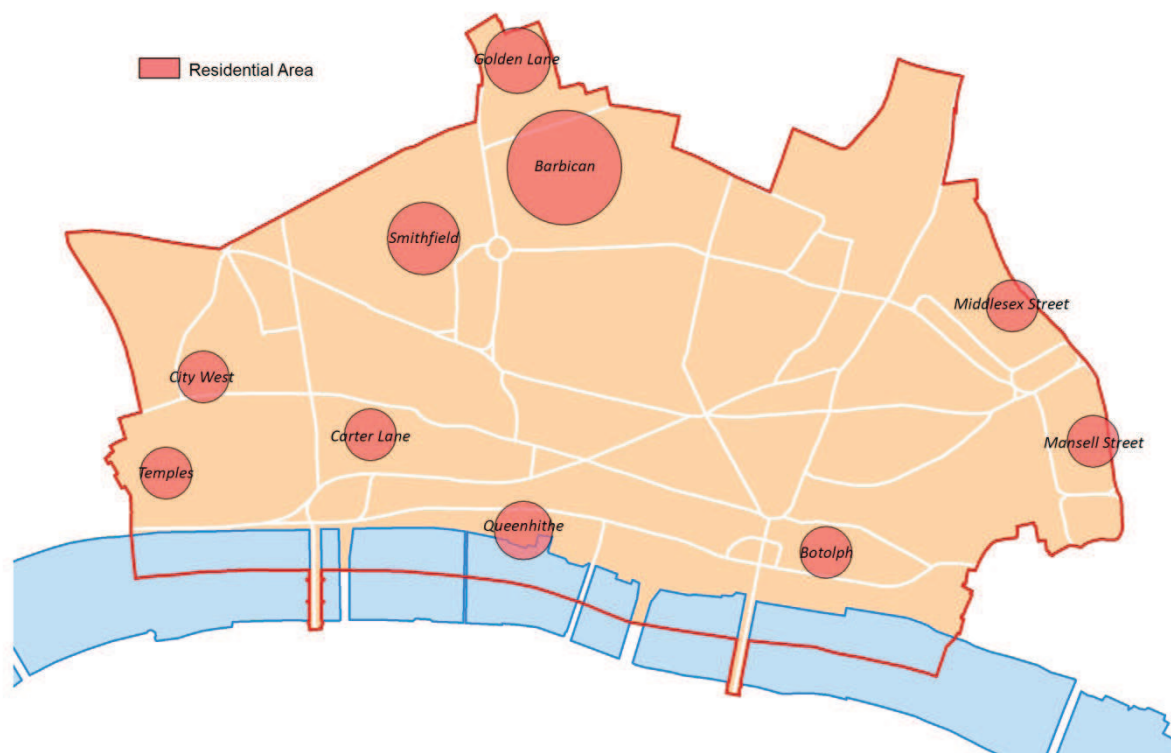 Golden Lane
Residential Area
Barbican
Smithfield
Middlesex Street
City West
Carter Lane
Mansell Street
Temples
Queenhithe
Botolph